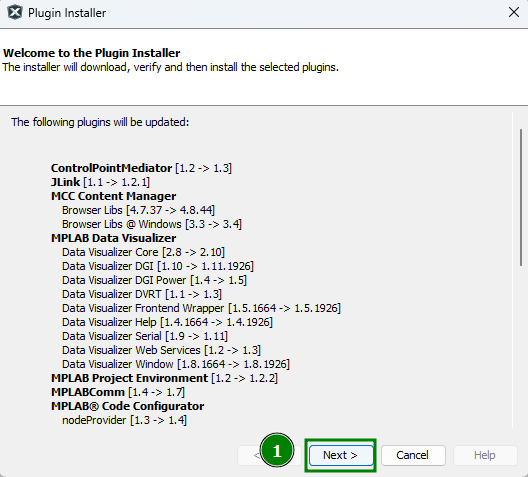 Plugin Installer
Welcome to the Plugin Installer
The installer will download, verify and then install the selected plugins.
The following plugins will be updated:
ControlPointMediator [1.2 -> 1.3]
JLink [1.1 -> 1.2.1]
MCC Content Manager
Browser Libs [4.7.37 -> 4.8.44]
Browser Libs @ Windows [3.3 -> 3.4]
MPLAB Data Visualizer
Data Visualizer Core [2.8 -> 2.10]
Data Visualizer DGI [1.10 -> 1.11.1926]
Data Visualizer DGI Power [1.4 -> 1.5]
Data Visualizer DVRT [1.1 -> 1.3]
Data Visualizer Frontend Wrapper [1.5.1664 -> 1.5.1926]
Data Visualizer Help [1.4.1664 -> 1.4.1926]
Data Visualizer Serial [1.9 -> 1.11]
Data Visualizer Web Services [1.2 -> 1.3]
Data Visualizer Window [1.8.1664 -> 1.8.1926]
MPLAB Project Environment [1.2 -> 1.2.2]
MPLABComm [1.4 -> 1.7]
MPLAB® Code Configurator
nodeProvider [1.3 -> 1.4]
< 1 Next > Cancel Help